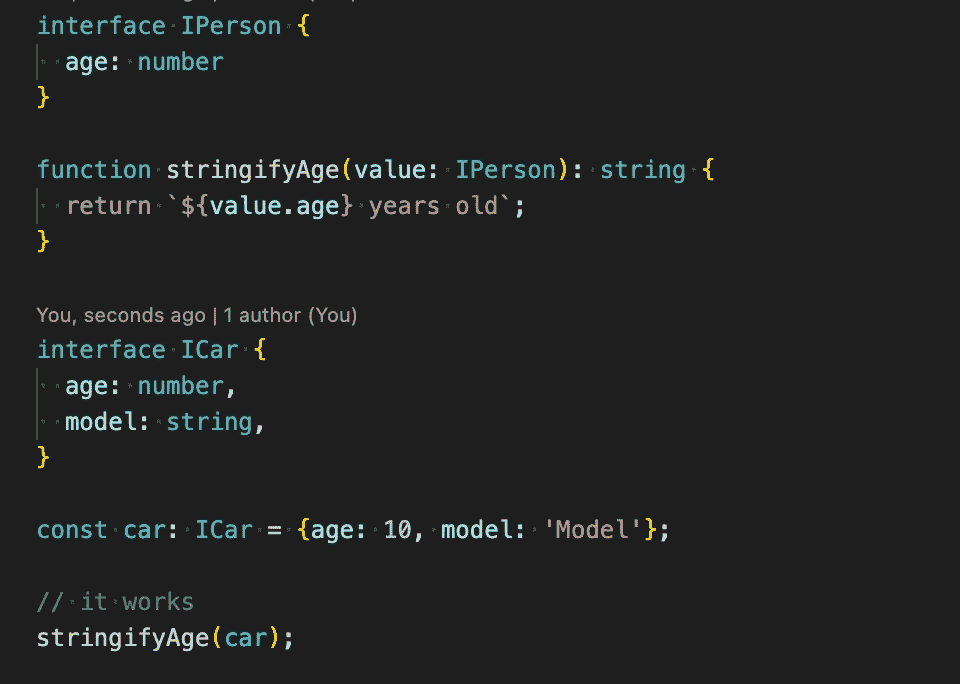 interface IPerson {
age: number
}
function stringifyAge(value: IPerson): string {
return `${value.age} years old`;
}
You, seconds ago | 1 author (You)
interface ICar {
age: number,
model: string,
}
const car: ICar = {age: 10, model: 'Model'};
// it works
stringifyAge(car);